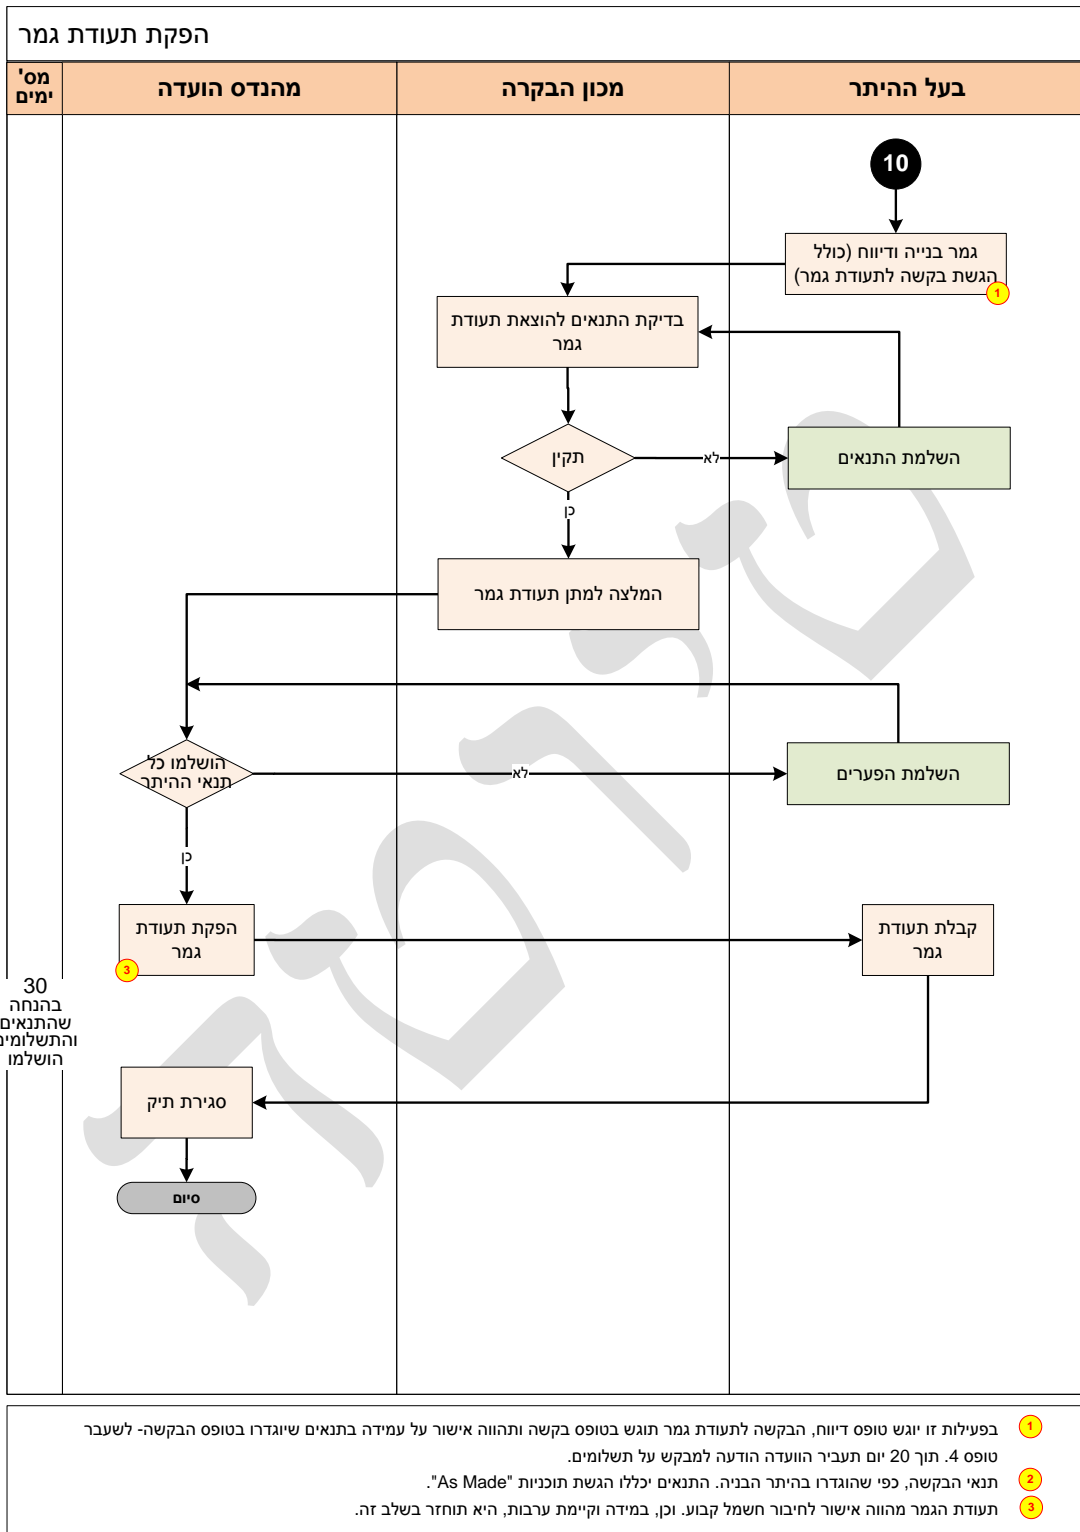 הפקת תעודת גמר
בעל ההיתר
מכון הבקרה
מהנדס הועדה
מס'
ימים
10
גמר בנייה ודיווח (כולל
הגשת בקשה לתעודת גמר)
1
בדיקת התנאים להוצאת תעודת
גמר
תקין
לא
השלמת התנאים
כן
המלצה למתן תעודת גמר
הושלמו כל
תנאי ההיתר
לא
השלמת הפערים
כן
הפקת תעודת
גמר
3
קבלת תעודת
גמר
30
בהנחה
שהתנאים
והתשלומים
הושלמו
סגירת תיק
סיום
טיוטה
1 בפעילות זו יוגש טופס דיווח, הבקשה לתעודת גמר תוגש בטופס בקשה ותהווה אישור על עמידה בתנאים שיוגדרו בטופס הבקשה- לשעבר
טופס 4. תוך 20 יום תעביר הוועדה הודעה למבקש על תשלומים.
2 תנאי הבקשה, כפי שהוגדרו בהיתר הבניה. התנאים יכללו הגשת תוכניות "As Made".
3 תעודת הגמר מהווה אישור לחיבור חשמל קבוע. וכן, במידה וקיימת ערבות, היא תוחזר בשלב זה.